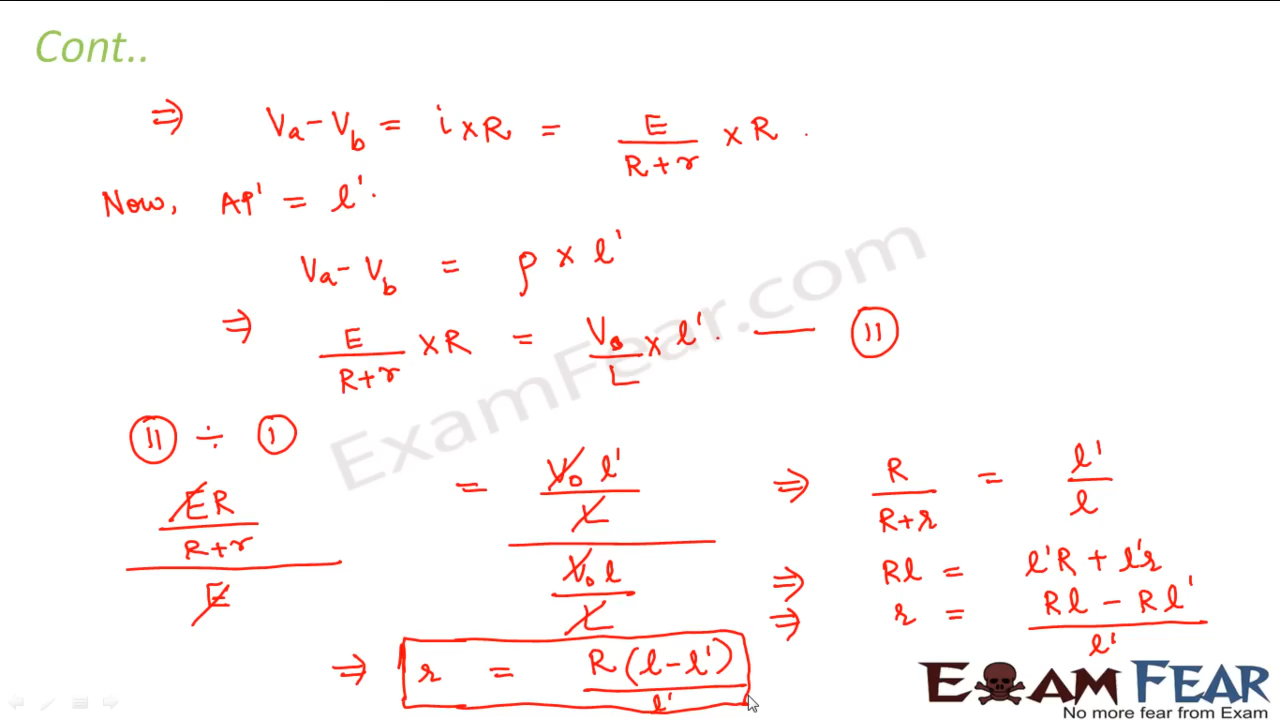 Cont..
⇒ Va - Vb = i × R = E/(R+r) × R.
Now, AP' = l'.
Va - Vb = ρ × l'
⇒ E/(R+r) × R = V0/L × l'. — (II)
(II) ÷ (I)
(ER/(R+r))/E = (V0 l'/L)/(V0 l/L) ⇒ R/(R+r) = l'/l
⇒ Rl = l'R + l'r
⇒ r = (Rl - Rl')/l'
⇒ r = R(l - l')/l'
ExamFear.com
EXAM FEAR
No more fear from Exam